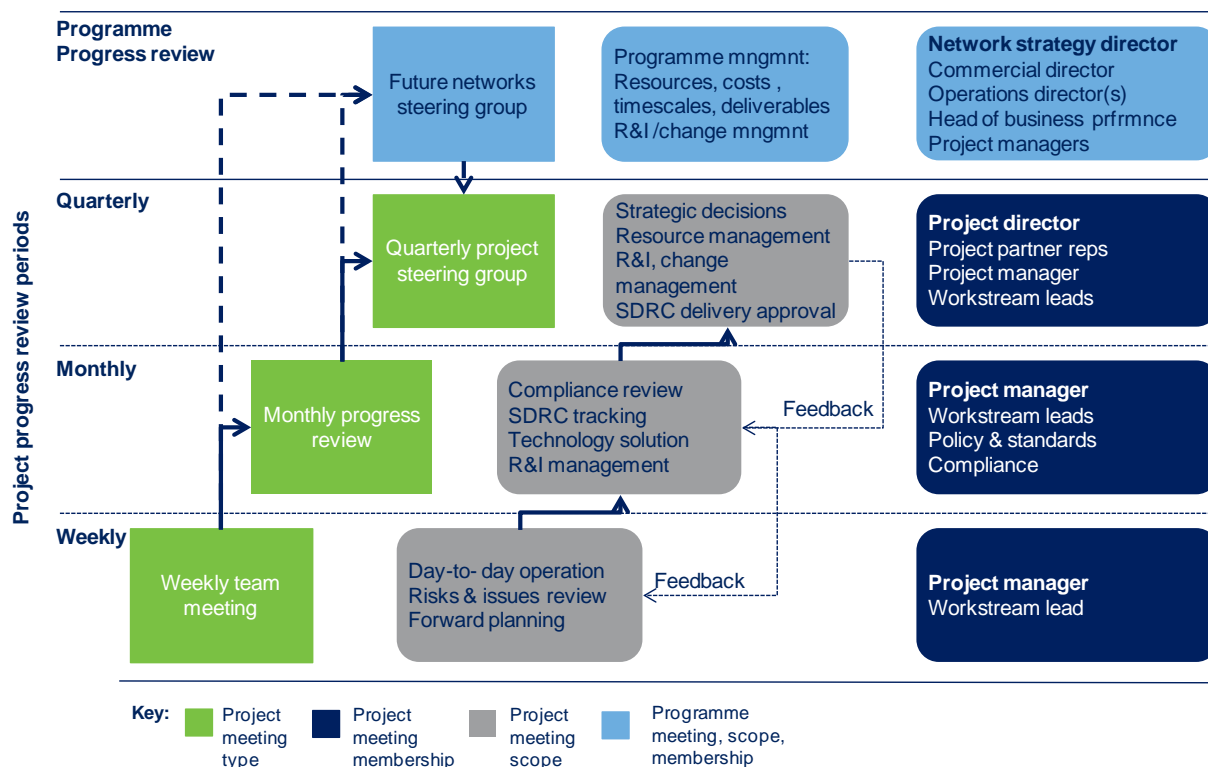 Programme
Progress review
Future networks
steering group
Programme mngmnt:
Resources, costs ,
timescales, deliverables
R&I /change mngmnt
Network strategy director
Commercial director
Operations director(s)
Head of business prfrmnce
Project managers
Project progress review periods
Quarterly
Quarterly project
steering group
Strategic decisions
Resource management
R&I, change
management
SDRC delivery approval
Project director
Project partner reps
Project manager
Workstream leads
Monthly
Monthly progress
review
Compliance review
SDRC tracking
Technology solution
R&I management
Feedback
Project manager
Workstream leads
Policy & standards
Compliance
Weekly
Weekly team
meeting
Day-to- day operation
Risks & issues review
Forward planning
Feedback
Project manager
Workstream lead
Key:
Project
meeting
type
Project
meeting
membership
Project
meeting
scope
Programme
meeting, scope,
membership